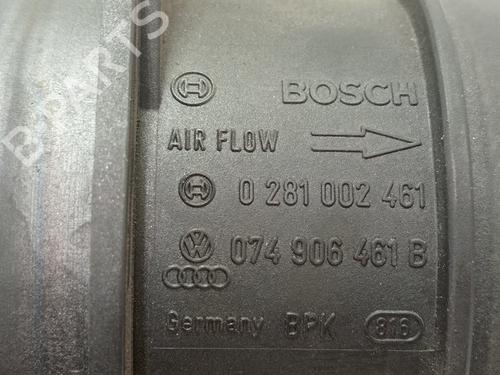 B-PARTS
BOSCH
AIR FLOW
0 281 002 461
074 906 461 B
Germany BPK 816